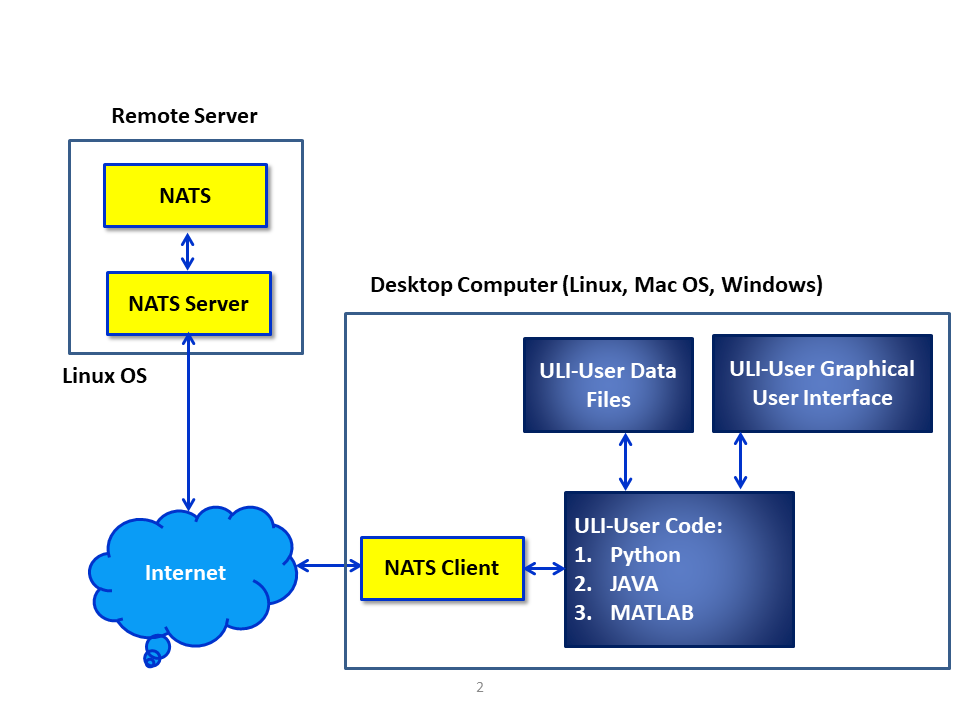 Remote Server
NATS
NATS Server
Linux OS
Desktop Computer (Linux, Mac OS, Windows)
ULI-User Data
Files
ULI-User Graphical
User Interface
Internet
NATS Client
ULI-User Code:
1. Python
2. JAVA
3. MATLAB
2